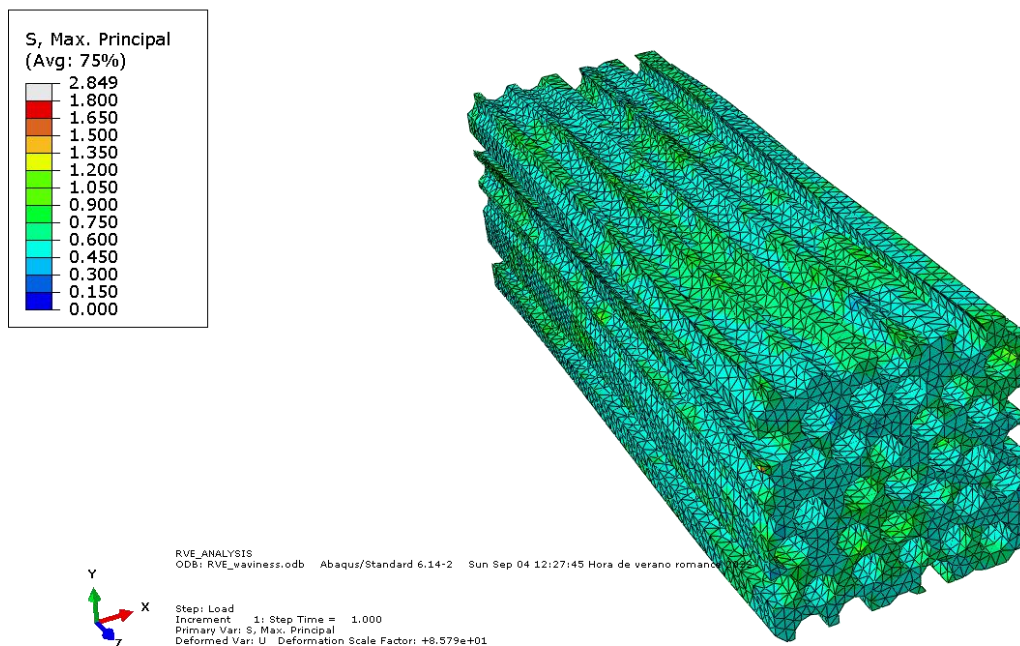 S, Max. Principal
(Avg: 75%)
2.849
1.800
1.650
1.500
1.350
1.200
1.050
0.900
0.750
0.600
0.450
0.300
0.150
0.000
RVE_ANALYSIS
ODB: RVE_waviness.odb Abaqus/Standard 6.14-2 Sun Sep 04 12:27:45 Hora de verano romance
Step: Load
Increment 1: Step Time = 1.000
Primary Var: S, Max. Principal
Deformed Var: U Deformation Scale Factor: +8.579e+01
Y
X
Z